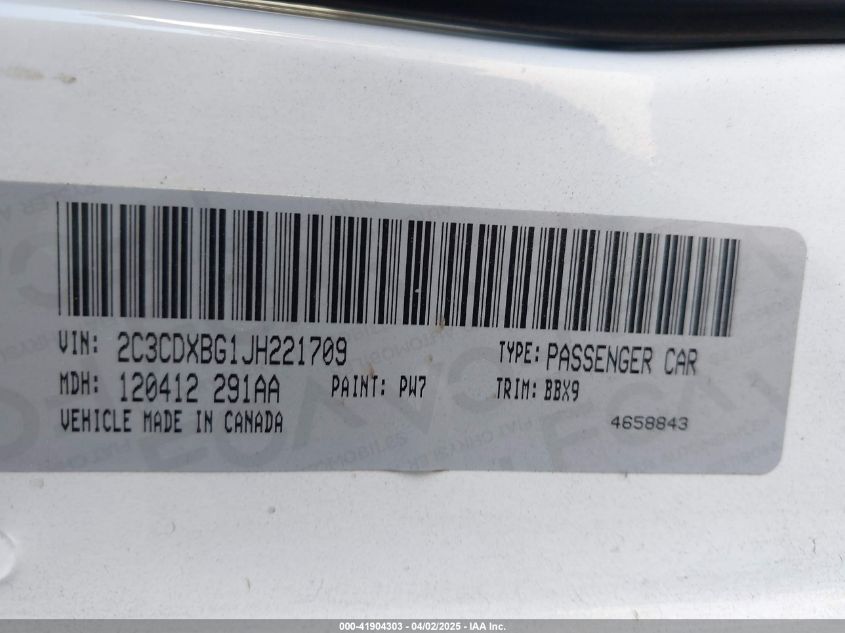 VIN: 2C3CDXBG1JH221709 TYPE: PASSENGER CAR
MDH: 120412 291AA PAINT: PW7 TRIM: BBX9
VEHICLE MADE IN CANADA 4658843
000-41904303 - 04/02/2025 - IAA Inc.